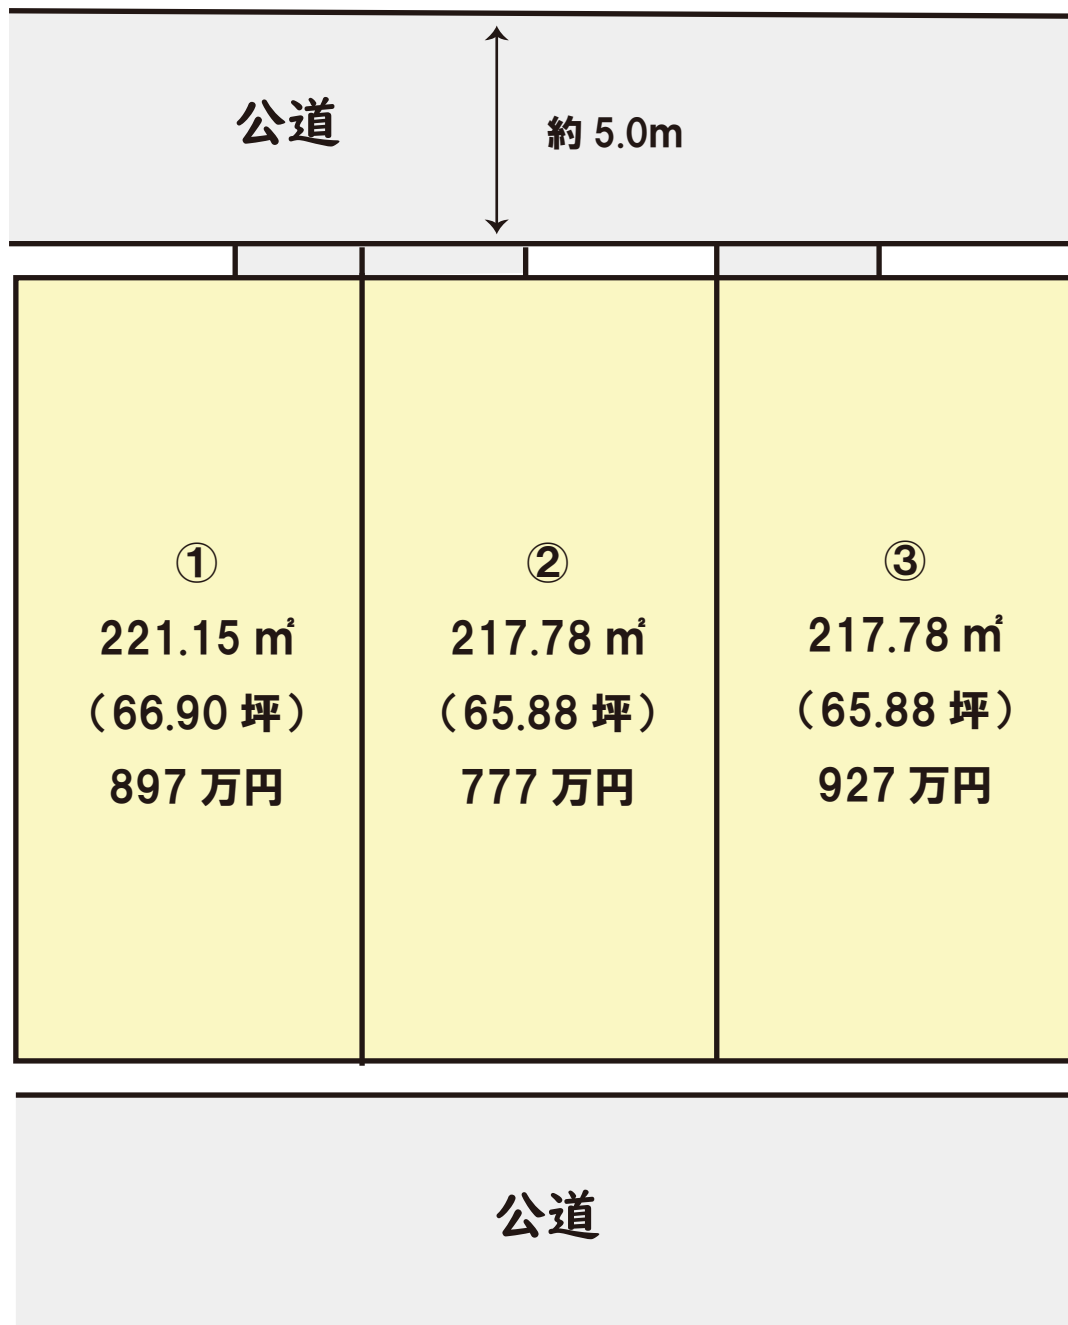 公道
約 5.0m
①
221.15 ㎡
（66.90 坪）
897 万円
②
217.78 ㎡
（65.88 坪）
777 万円
③
217.78 ㎡
（65.88 坪）
927 万円
公道